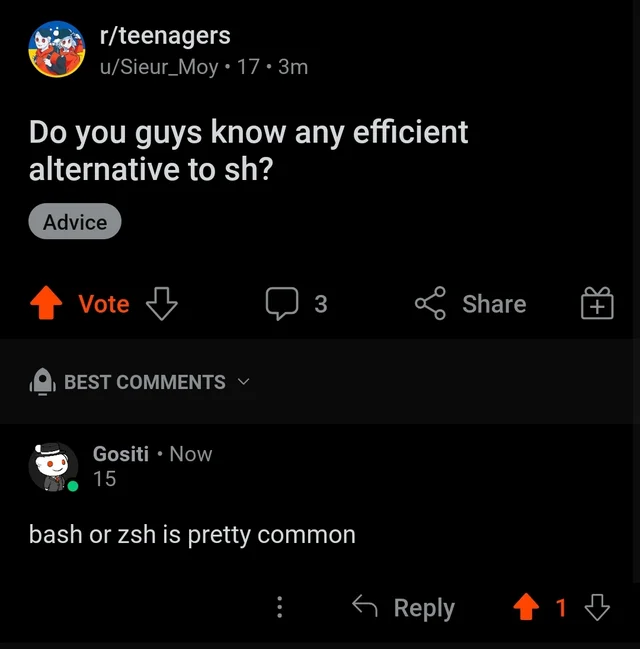 r/teenagers
u/Sieur_Moy • 17 • 3m
Do you guys know any efficient
alternative to sh?
Advice
Vote
3
Share
BEST COMMENTS
Gositi • Now
15
bash or zsh is pretty common
Reply
1